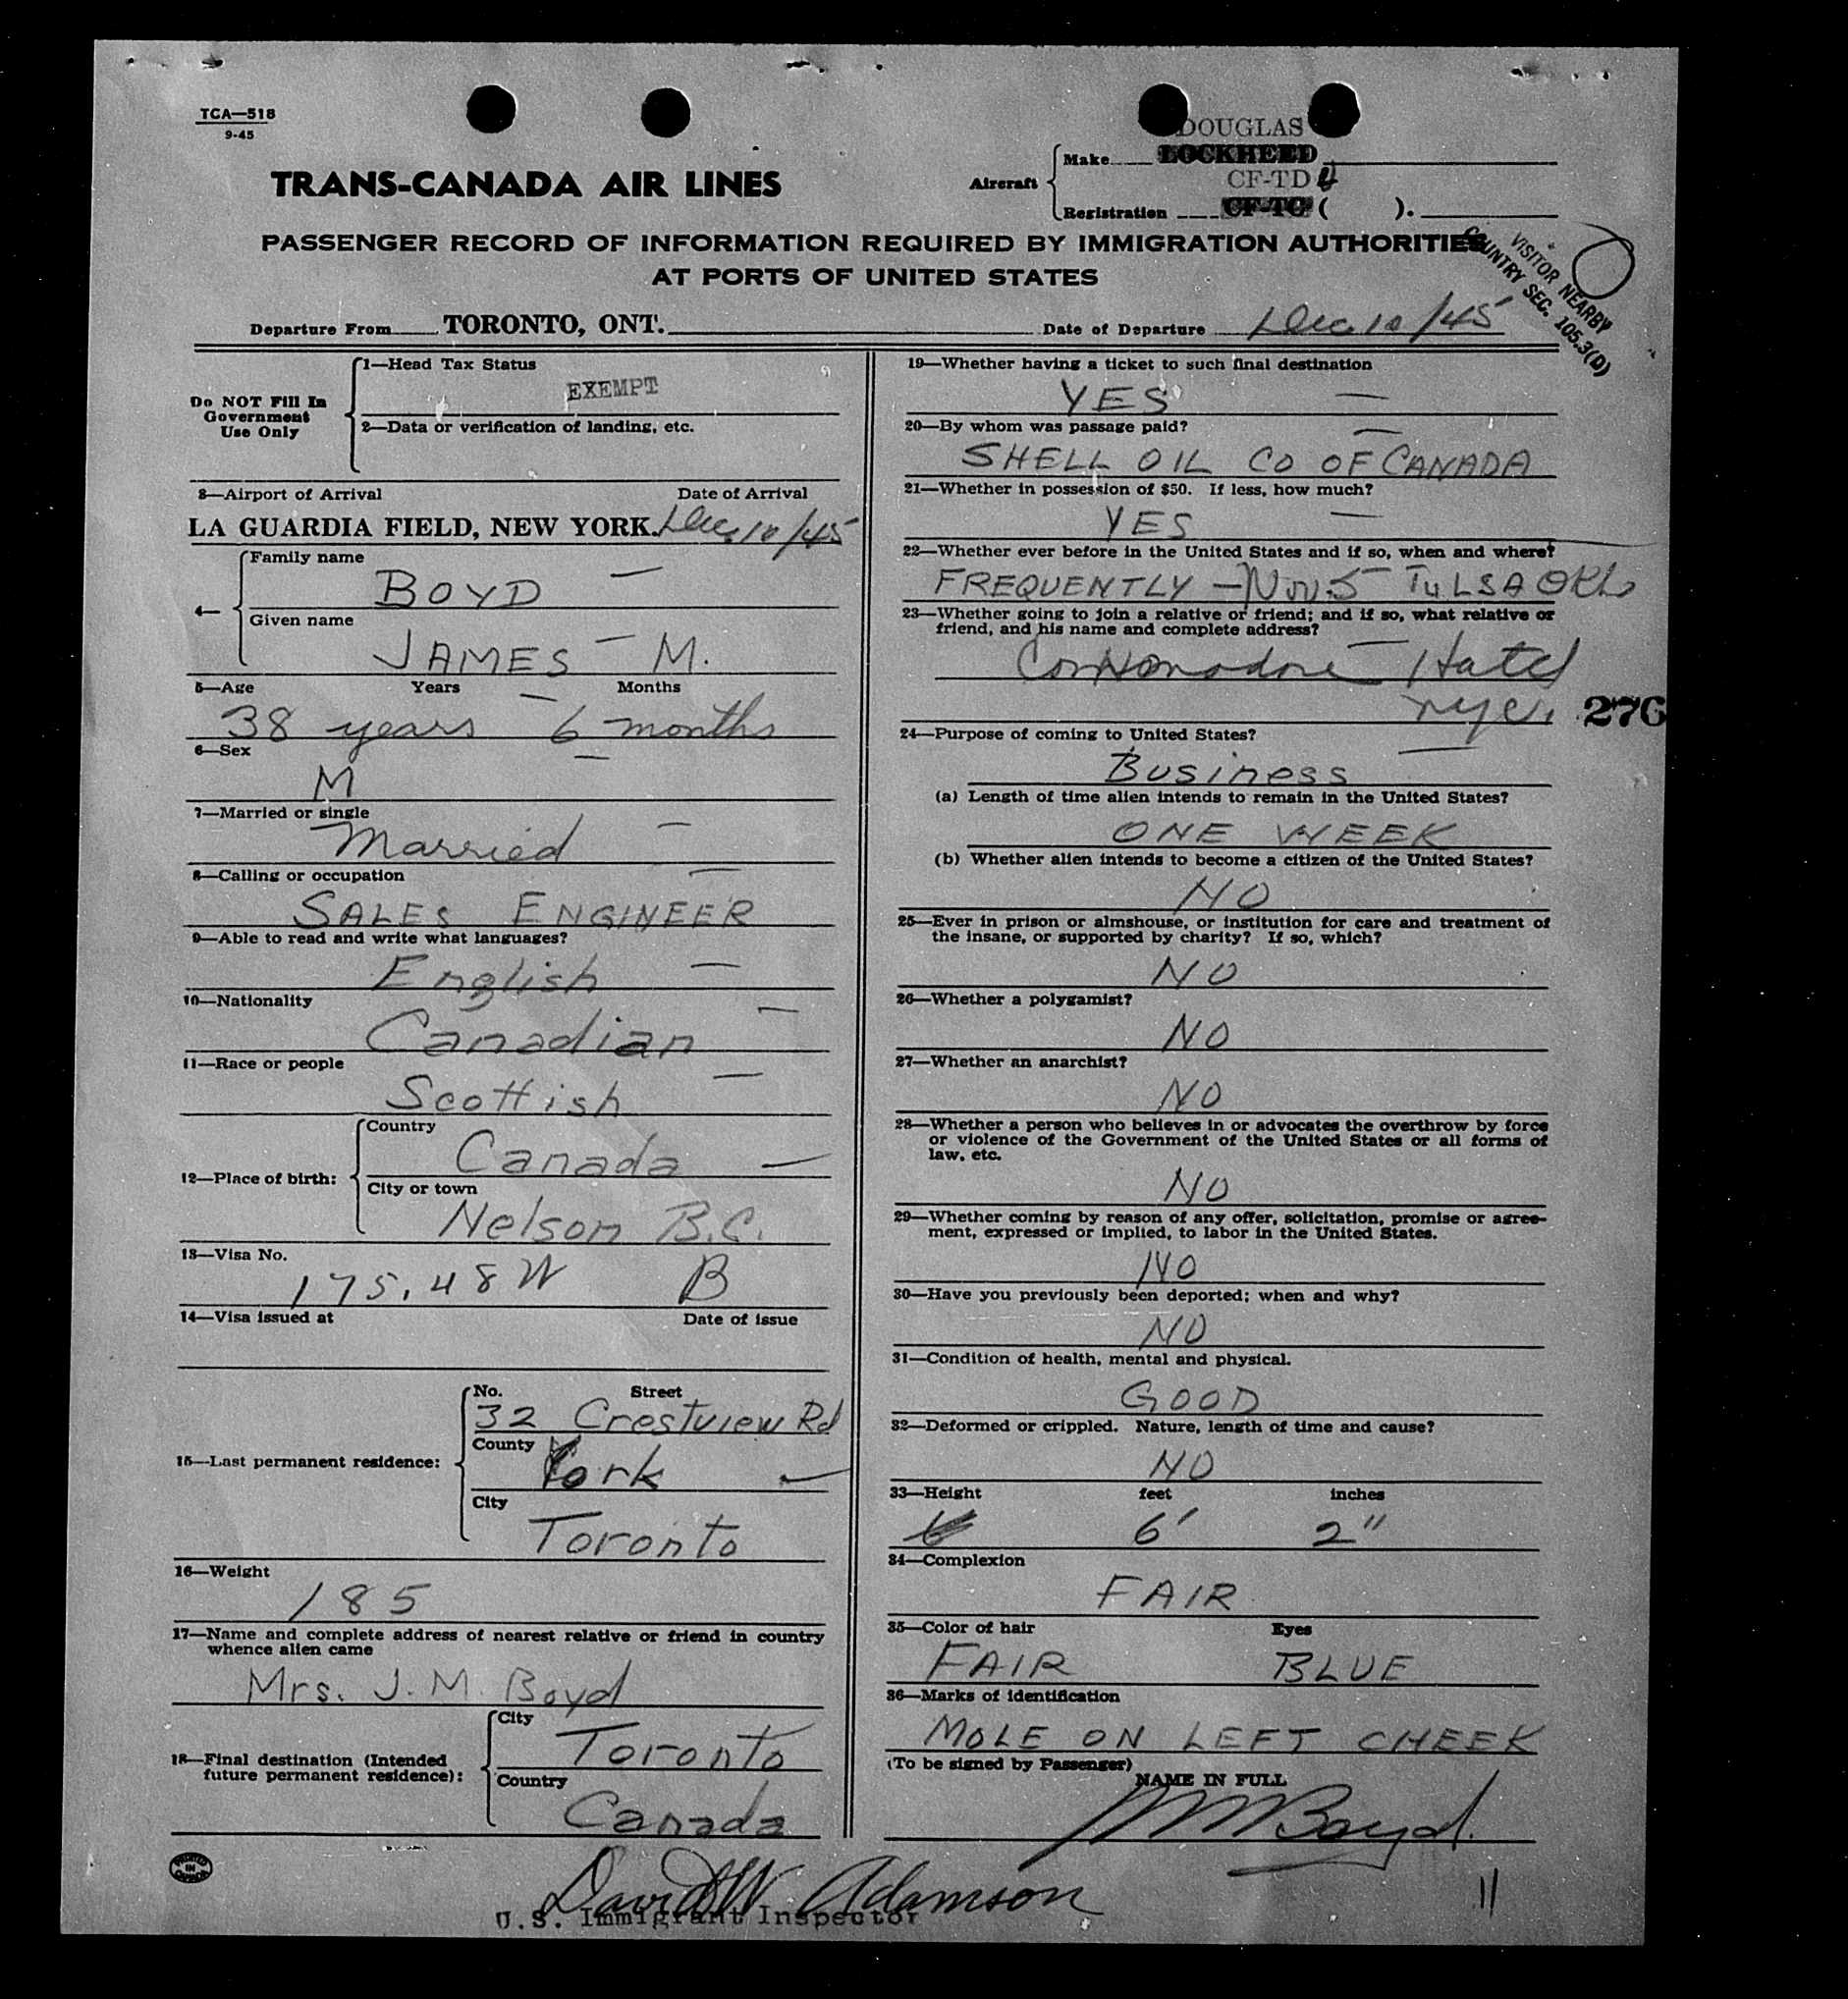 TCA—518
9-45
DOUGLAS
Make LOCKHEED
TRANS-CANADA AIR LINES
Aircraft
CF-TD
Registration CF-TC ( ).
PASSENGER RECORD OF INFORMATION REQUIRED BY IMMIGRATION AUTHORITIES
AT PORTS OF UNITED STATES
VISITOR NEARBY
COUNTRY SEC. 105.3(D)
Departure From TORONTO, ONT. Date of Departure Dec 10/45
Do NOT Fill In
Government
Use Only
1—Head Tax Status
EXEMPT
2—Data or verification of landing, etc.
3—Airport of Arrival Date of Arrival
LA GUARDIA FIELD, NEW YORK. Dec 10/45
4—
Family name
BOYD
Given name
JAMES M.
5—Age Years Months
38 years 6 months
6—Sex
M
7—Married or single
Married
8—Calling or occupation
SALES ENGINEER
9—Able to read and write what languages?
English
10—Nationality
Canadian
11—Race or people
Scottish
12—Place of birth:
Country
Canada
City or town
Nelson B.C.
13—Visa No.
175.48 B
14—Visa issued at Date of issue
15—Last permanent residence:
No. Street
32 Crestview Rd
County
York
City
Toronto
16—Weight
185
17—Name and complete address of nearest relative or friend in country
whence alien came
Mrs. J. M. Boyd
18—Final destination (Intended
future permanent residence):
City
Toronto
Country
Canada
19—Whether having a ticket to such final destination
YES
20—By whom was passage paid?
SHELL OIL CO OF CANADA
21—Whether in possession of $50. If less, how much?
YES
22—Whether ever before in the United States and if so, when and where?
FREQUENTLY — TULSA
23—Whether going to join a relative or friend; and if so, what relative or
friend, and his name and complete address?
Commodore Hotel
nyc.
276
24—Purpose of coming to United States?
Business
(a) Length of time alien intends to remain in the United States?
ONE WEEK
(b) Whether alien intends to become a citizen of the United States?
NO
25—Ever in prison or almshouse, or institution for care and treatment of
the insane, or supported by charity? If so, which?
NO
26—Whether a polygamist?
NO
27—Whether an anarchist?
NO
28—Whether a person who believes in or advocates the overthrow by force
or violence of the Government of the United States or all forms of
law, etc.
NO
29—Whether coming by reason of any offer, solicitation, promise or agree-
ment, expressed or implied, to labor in the United States.
NO
30—Have you previously been deported; when and why?
NO
31—Condition of health, mental and physical.
GOOD
32—Deformed or crippled. Nature, length of time and cause?
NO
33—Height feet inches
6' 2"
34—Complexion
FAIR
35—Color of hair Eyes
FAIR BLUE
36—Marks of identification
MOLE ON LEFT CHEEK
(To be signed by Passenger)
NAME IN FULL
JM Boyd.
David W. Adamson
U.S. Immigrant Inspector
11